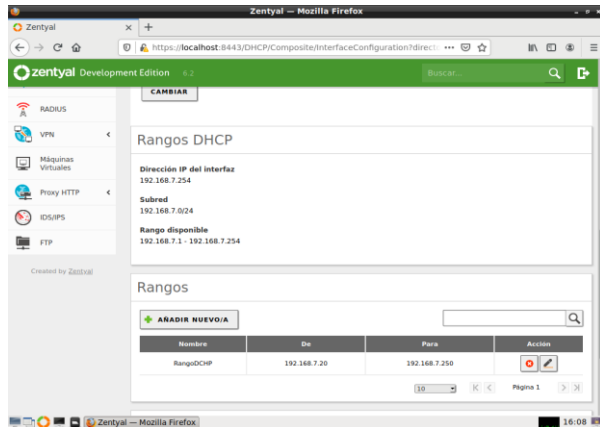 Zentyal — Mozilla Firefox
Zentyal
https://localhost:8443/DHCP/Composite/InterfaceConfiguration?direct
zentyal Development Edition 6.2
Buscar...
CAMBIAR
RADIUS
VPN
Máquinas
Virtuales
Proxy HTTP
IDS/IPS
FTP
Created by Zentyal
Rangos DHCP
Dirección IP del interfaz
192.168.7.254
Subred
192.168.7.0/24
Rango disponible
192.168.7.1 - 192.168.7.254
Rangos
AÑADIR NUEVO/A
Nombre De Para Acción
RangoDCHP 192.168.7.20 192.168.7.250
10 Página 1
Zentyal — Mozilla Firefox
16:08